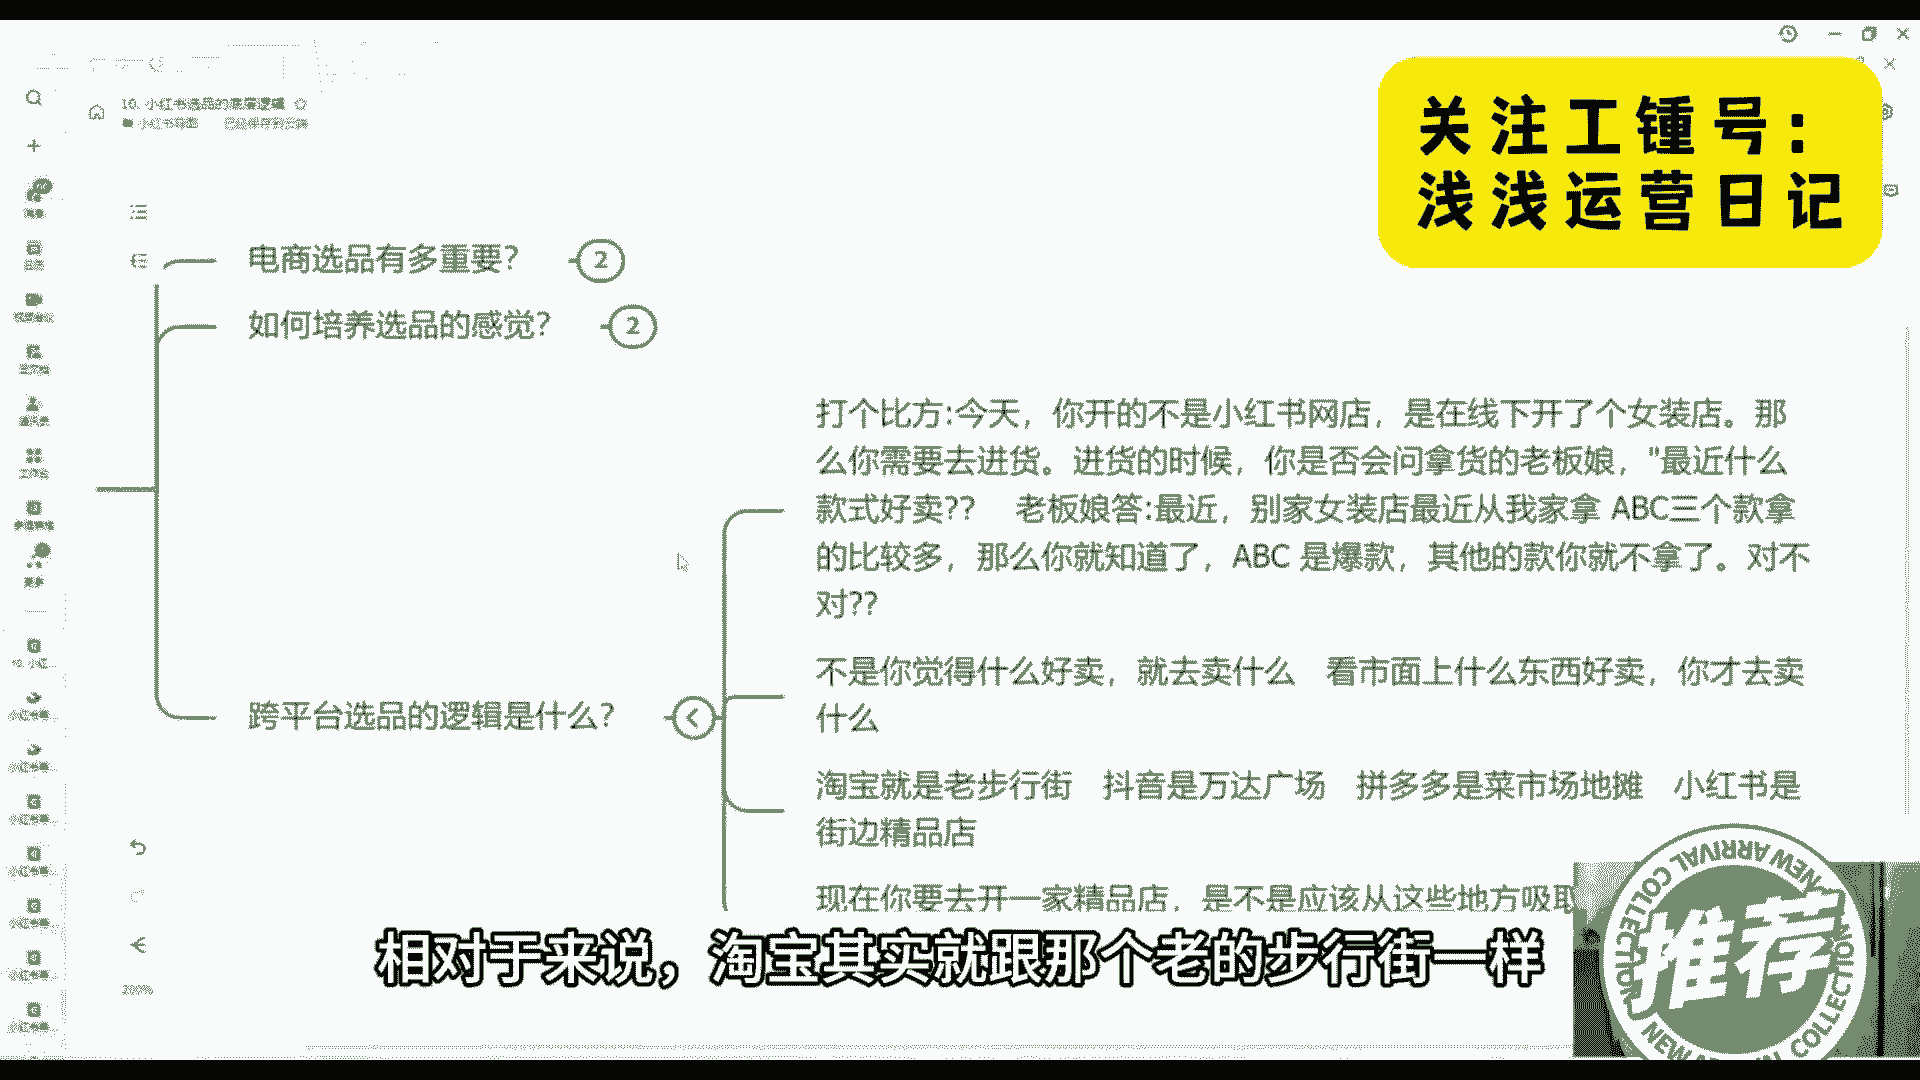 关注工锺号：
浅浅运营日记
10. 小红书选品的底层逻辑
电商选品有多重要？ 2
如何培养选品的感觉？ 2
打个比方:今天，你开的不是小红书网店，是在线下开了个女装店。那
么你需要去进货。进货的时候，你是否会问拿货的老板娘，"最近什么
款式好卖?? 老板娘答:最近，别家女装店最近从我家拿 ABC三个款拿
的比较多，那么你就知道了，ABC 是爆款，其他的款你就不拿了。对不
对??
不是你觉得什么好卖，就去卖什么 看市面上什么东西好卖，你才去卖
什么
跨平台选品的逻辑是什么？
淘宝就是老步行街 抖音是万达广场 拼多多是菜市场地摊 小红书是
街边精品店
现在你要去开一家精品店，是不是应该从这些地方吸取
相对于来说，淘宝其实就跟那个老的步行街一样
200%
NEW ARRIVAL COLLECTION
推荐
NEW ARRIVAL COLLECTION